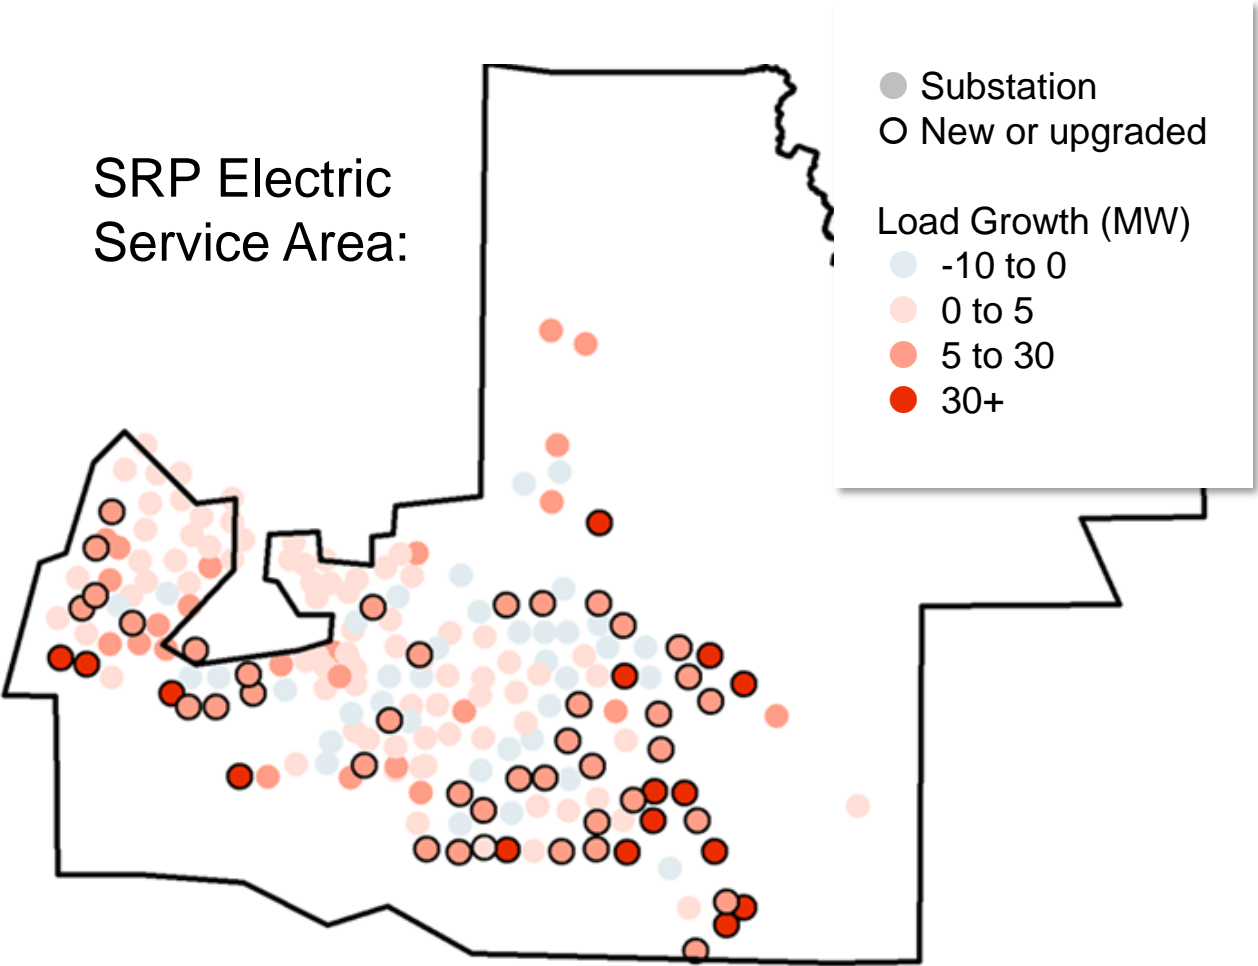 SRP Electric
Service Area:
Substation
New or upgraded
Load Growth (MW)
-10 to 0
0 to 5
5 to 30
30+